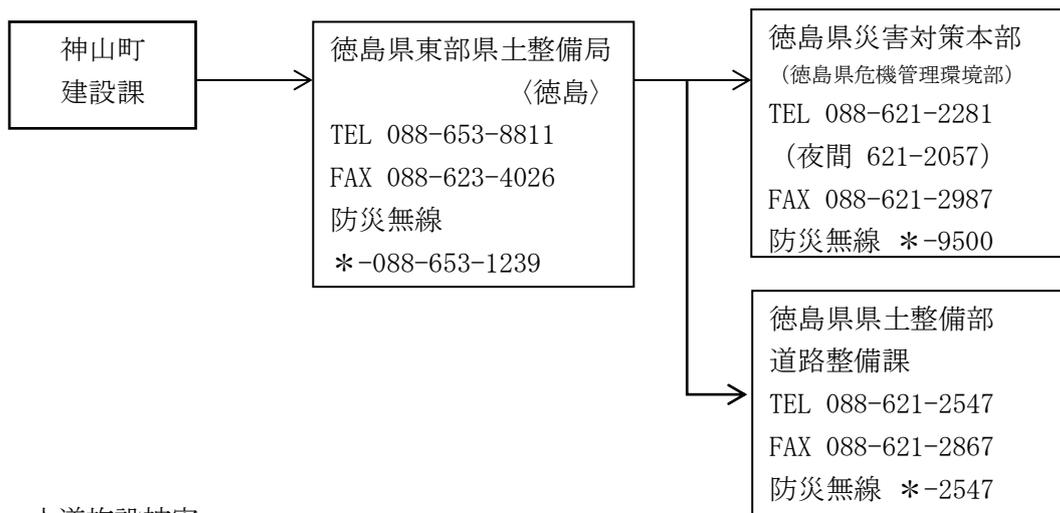 神山町
建設課
徳島県東部県土整備局
〈徳島〉
TEL 088-653-8811
FAX 088-623-4026
防災無線
＊-088-653-1239
徳島県災害対策本部
（徳島県危機管理環境部）
TEL 088-621-2281
（夜間 621-2057）
FAX 088-621-2987
防災無線 ＊-9500
徳島県県土整備部
道路整備課
TEL 088-621-2547
FAX 088-621-2867
防災無線 ＊-2547